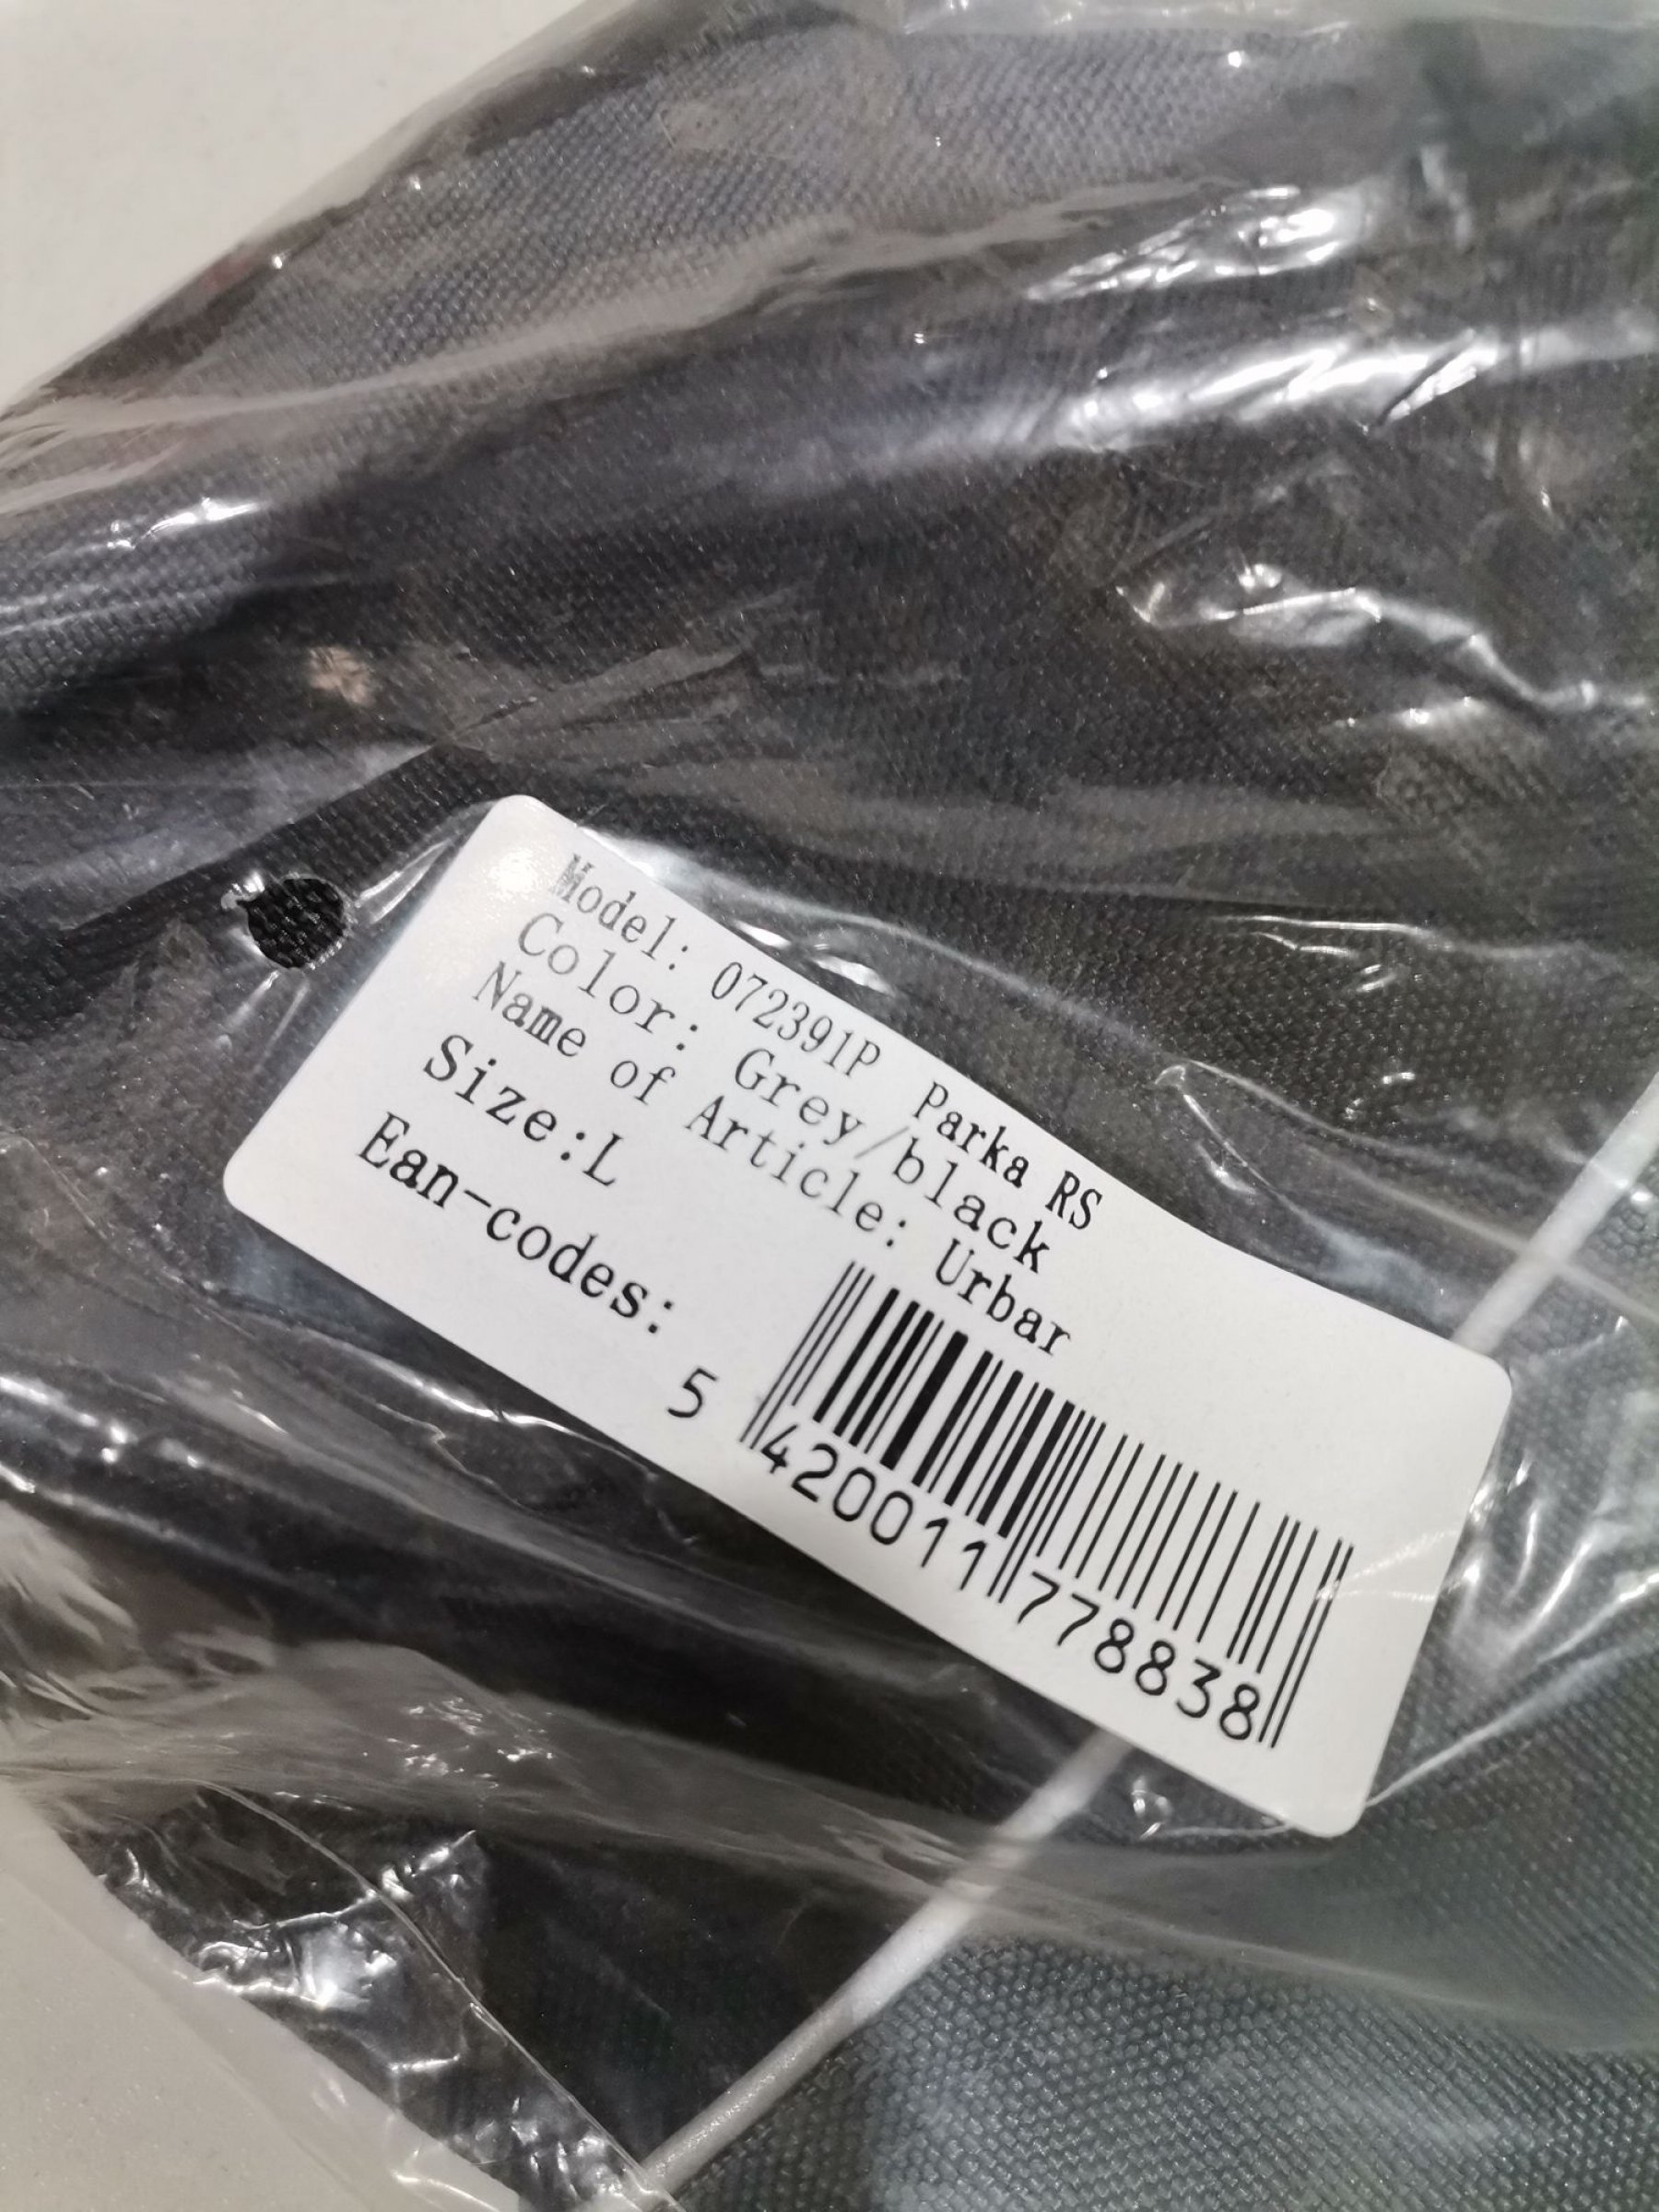 Model: 072391P Parka RS
Color: Grey/black
Name of Article: Urbar
Size:L
Ean-codes:
5 420011 778838